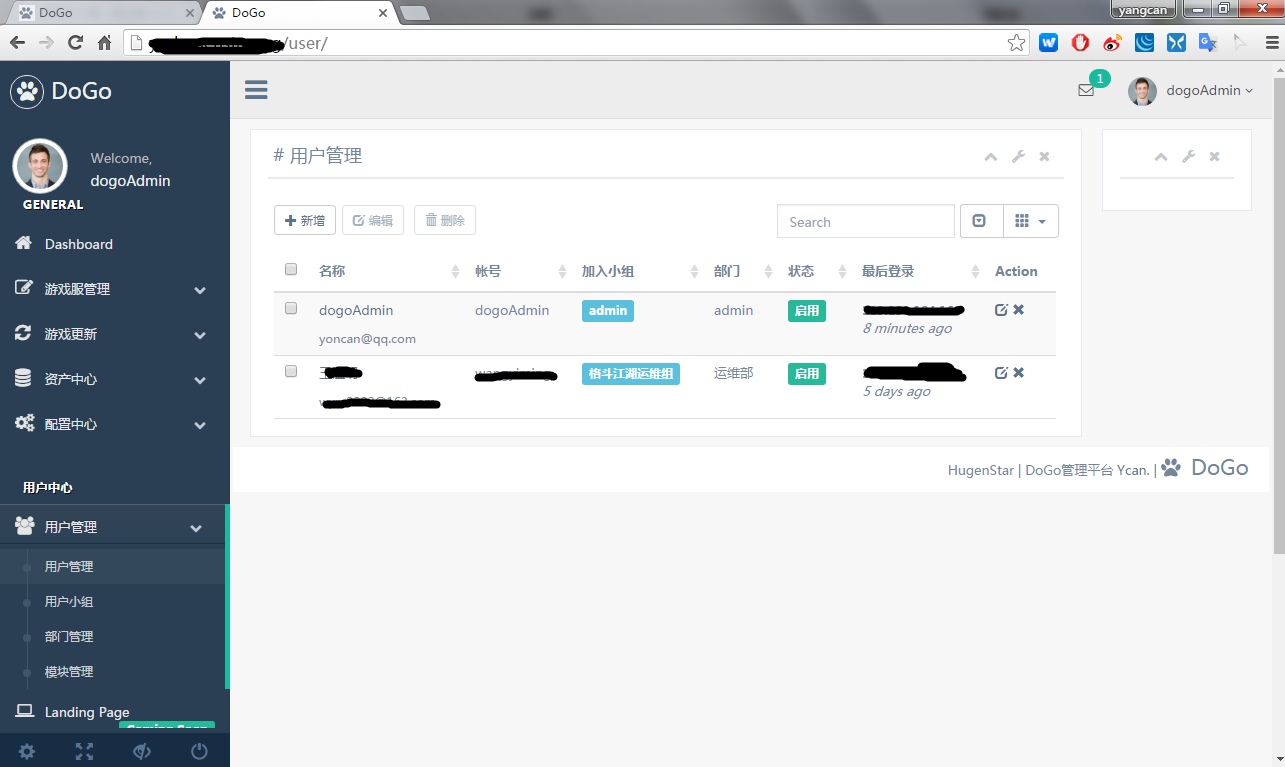 DoGo
DoGo
yangcan
/user/
DoGo
1
dogoAdmin
Welcome,
dogoAdmin
GENERAL
Dashboard
游戏服管理
游戏更新
资产中心
配置中心
用户中心
用户管理
用户管理
用户小组
部门管理
模块管理
Landing Page
Coming Soon
# 用户管理
新增 编辑 删除
Search
名称 帐号 加入小组 部门 状态 最后登录 Action
dogoAdmin dogoAdmin admin admin 启用
yoncan@qq.com 8 minutes ago
格斗江湖运维组 运维部 启用
5 days ago
HugenStar | DoGo管理平台 Ycan. | DoGo